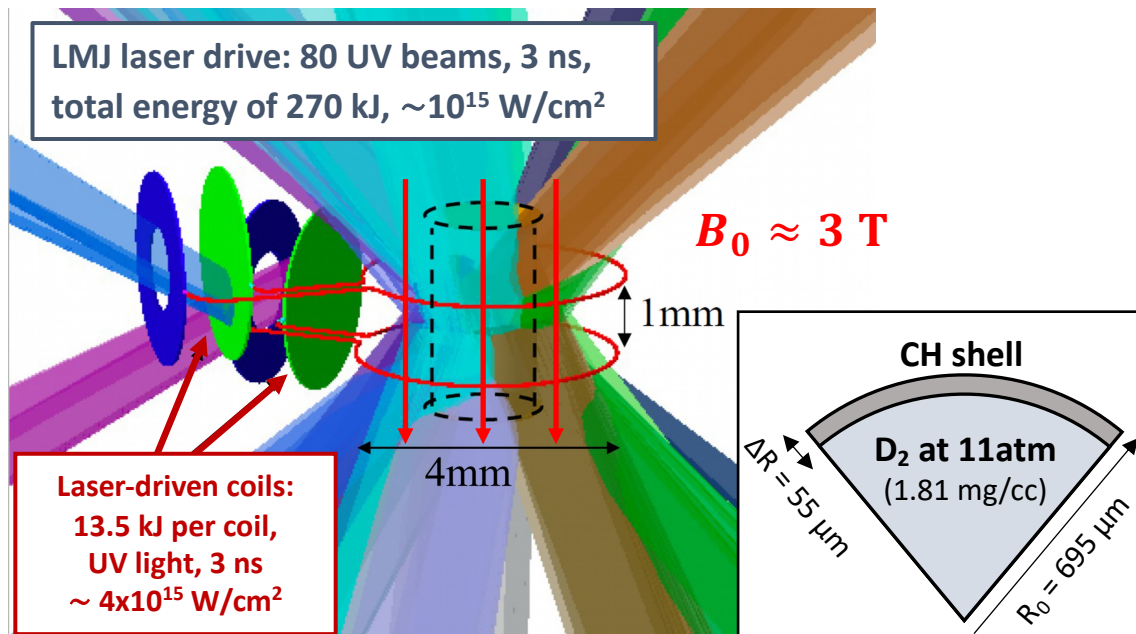 LMJ laser drive: 80 UV beams, 3 ns,
total energy of 270 kJ, ~10¹⁵ W/cm²
B₀ ≈ 3 T
1mm
4mm
Laser-driven coils:
13.5 kJ per coil,
UV light, 3 ns
~ 4x10¹⁵ W/cm²
CH shell
D₂ at 11atm
(1.81 mg/cc)
ΔR = 55 µm
R₀ = 695 µm